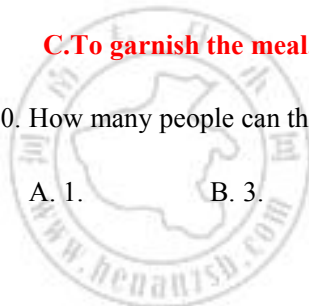 C.To garnish the meal
0. How many people can th
A. 1. B. 3.
www.henanzsb.com